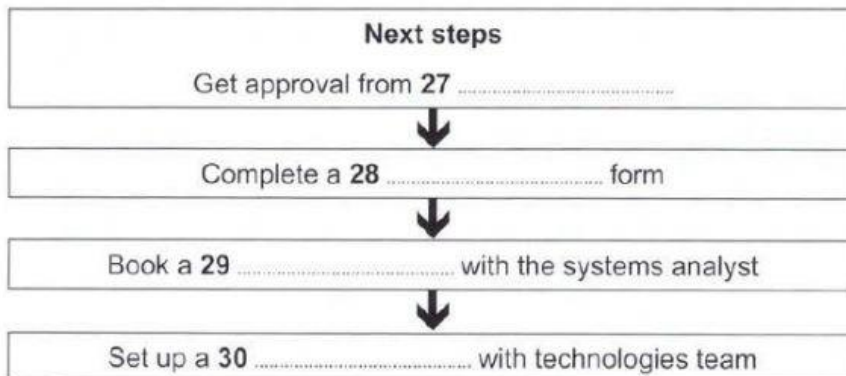 Next steps
Get approval from 27 ........................................
Complete a 28 ........................................ form
Book a 29 ........................................ with the systems analyst
Set up a 30 ........................................ with technologies team